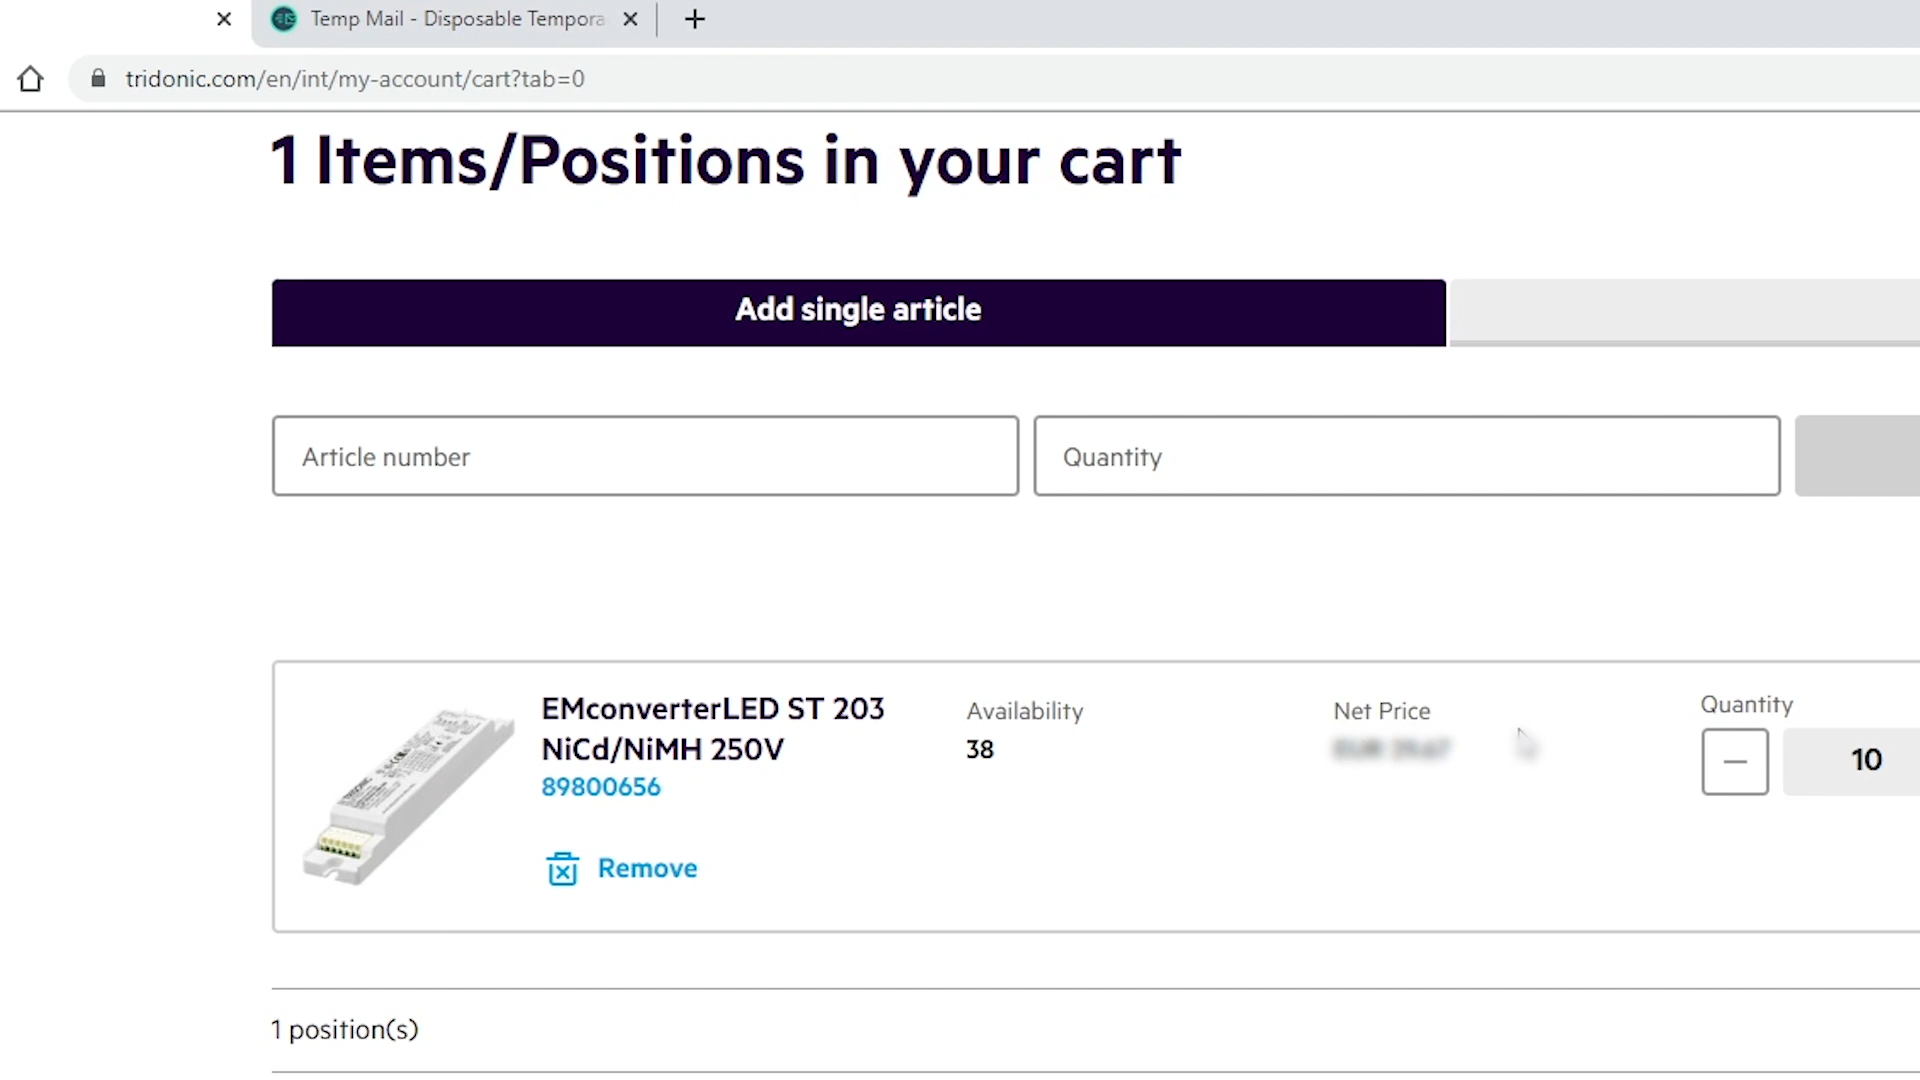 Temp Mail - Disposable Tempora
tridonic.com/en/int/my-account/cart?tab=0
1 Items/Positions in your cart
Add single article
Article number
Quantity
EMconverterLED ST 203
NiCd/NiMH 250V
89800656
Remove
Availability
38
Net Price
Quantity
10
1 position(s)